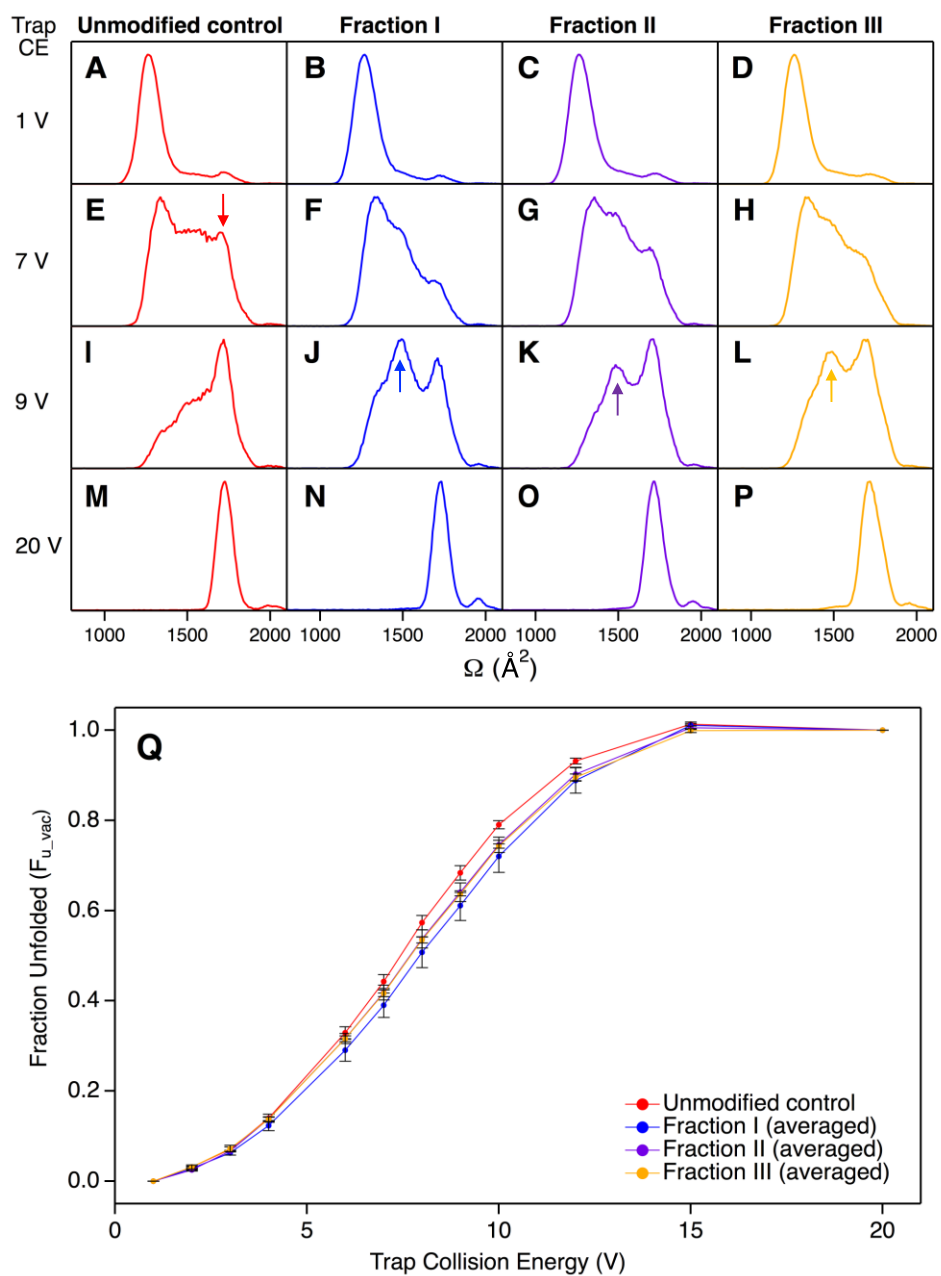 Trap CE Unmodified control Fraction I Fraction II Fraction III
1 V A B C D
7 V E F G H
9 V I J K L
20 V M N O P
1000 1500 2000 1000 1500 2000 1000 1500 2000 1000 1500 2000
Ω (Å²)
Q
Fraction Unfolded (F_u_vac)
1.0
0.8
0.6
0.4
0.2
0.0
Unmodified control
Fraction I (averaged)
Fraction II (averaged)
Fraction III (averaged)
0 5 10 15 20
Trap Collision Energy (V)